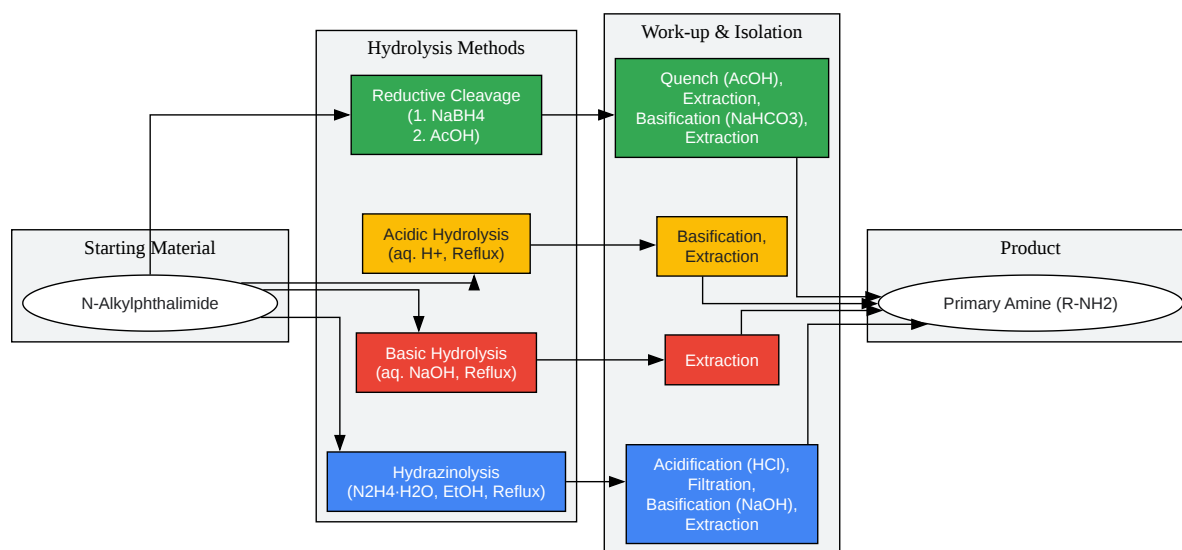 Starting Material
N-Alkylphthalimide
Hydrolysis Methods
Reductive Cleavage
(1. NaBH4
2. AcOH)
Acidic Hydrolysis
(aq. H+, Reflux)
Basic Hydrolysis
(aq. NaOH, Reflux)
Hydrazinolysis
(N2H4·H2O, EtOH, Reflux)
Work-up & Isolation
Quench (AcOH),
Extraction,
Basification (NaHCO3),
Extraction
Basification,
Extraction
Extraction
Acidification (HCl),
Filtration,
Basification (NaOH),
Extraction
Product
Primary Amine (R-NH2)